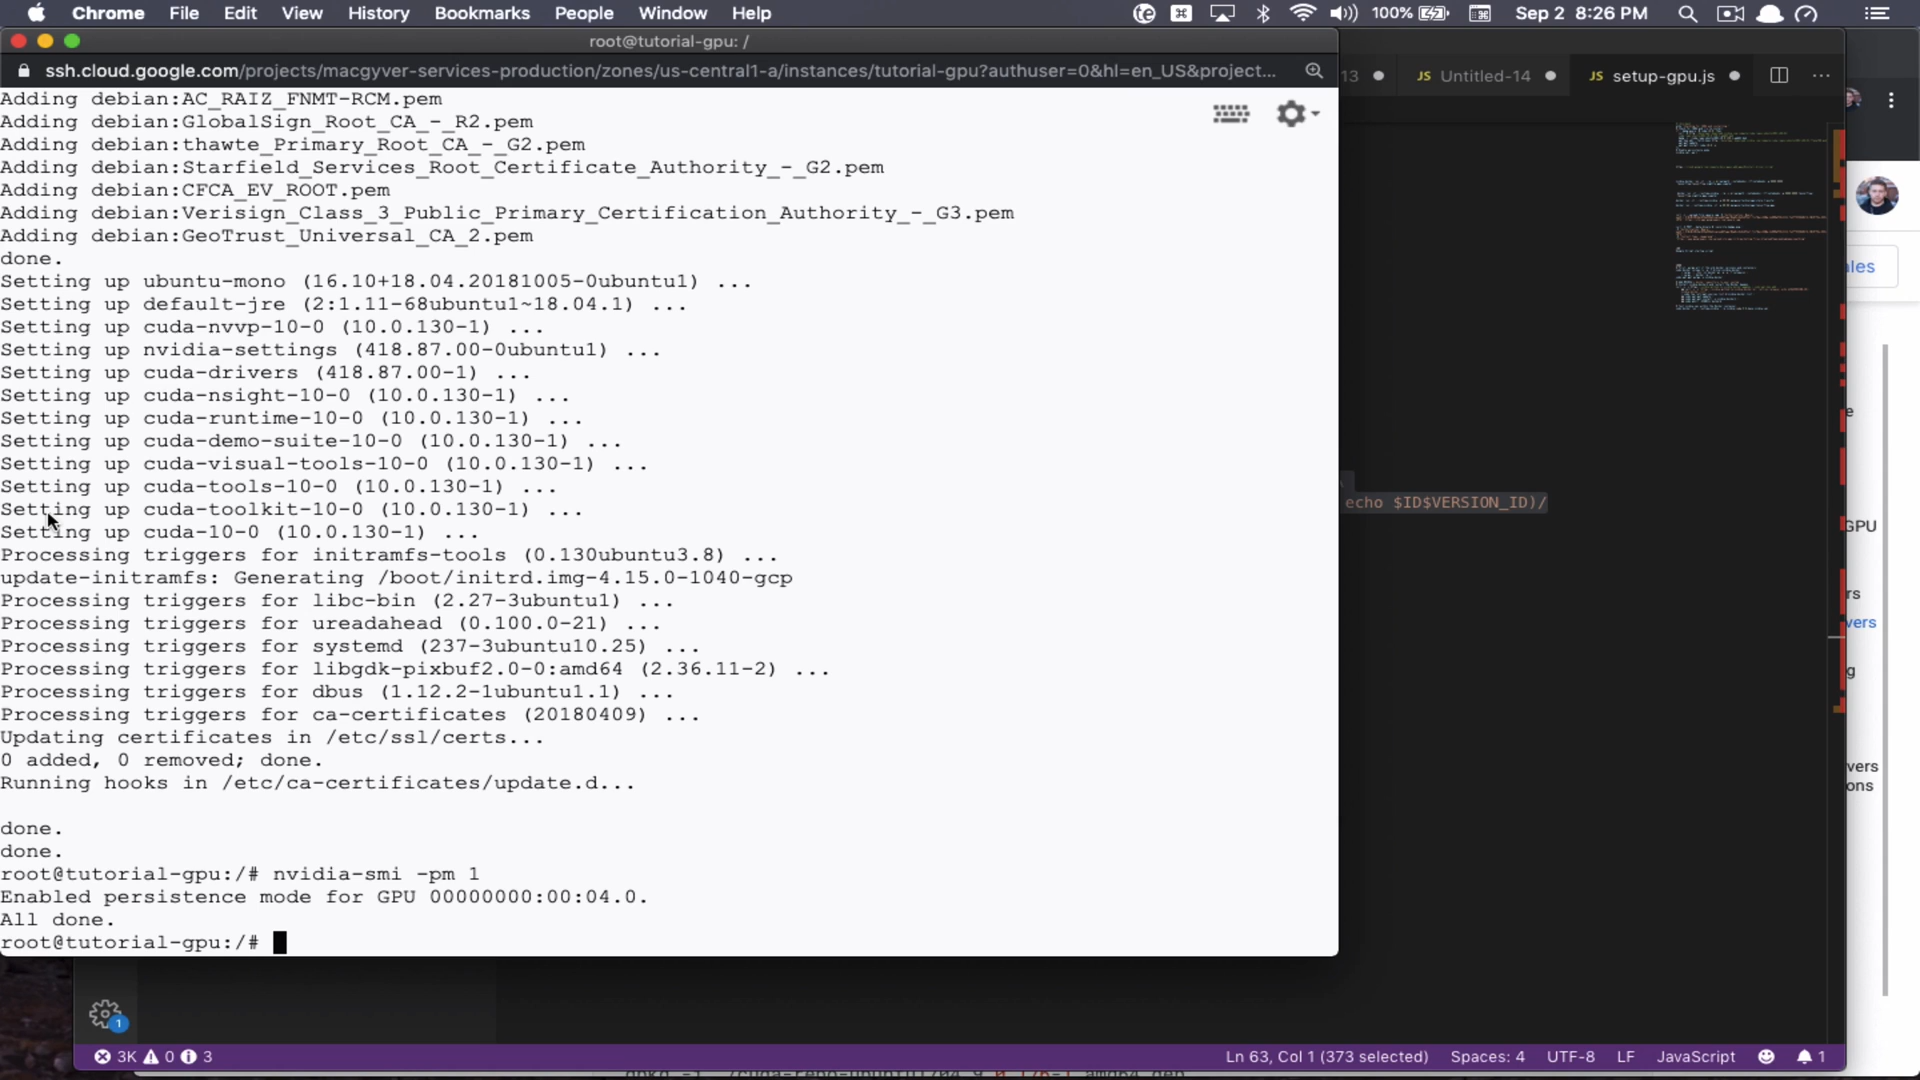 Chrome File Edit View History Bookmarks People Window Help 100% Sep 2 8:26 PM
root@tutorial-gpu: /
ssh.cloud.google.com/projects/macgyver-services-production/zones/us-central1-a/instances/tutorial-gpu?authuser=0&hl=en_US&project...
13 JS Untitled-14 JS setup-gpu.js ...
Adding debian:AC_RAIZ_FNMT-RCM.pem
Adding debian:GlobalSign_Root_CA_-_R2.pem
Adding debian:thawte_Primary_Root_CA_-_G2.pem
Adding debian:Starfield_Services_Root_Certificate_Authority_-_G2.pem
Adding debian:CFCA_EV_ROOT.pem
Adding debian:Verisign_Class_3_Public_Primary_Certification_Authority_-_G3.pem
Adding debian:GeoTrust_Universal_CA_2.pem
done.
Setting up ubuntu-mono (16.10+18.04.20181005-0ubuntu1) ...
Setting up default-jre (2:1.11-68ubuntu1~18.04.1) ...
Setting up cuda-nvvp-10-0 (10.0.130-1) ...
Setting up nvidia-settings (418.87.00-0ubuntu1) ...
Setting up cuda-drivers (418.87.00-1) ...
Setting up cuda-nsight-10-0 (10.0.130-1) ...
Setting up cuda-runtime-10-0 (10.0.130-1) ...
Setting up cuda-demo-suite-10-0 (10.0.130-1) ...
Setting up cuda-visual-tools-10-0 (10.0.130-1) ...
Setting up cuda-tools-10-0 (10.0.130-1) ...
Setting up cuda-toolkit-10-0 (10.0.130-1) ...
Setting up cuda-10-0 (10.0.130-1) ...
Processing triggers for initramfs-tools (0.130ubuntu3.8) ...
update-initramfs: Generating /boot/initrd.img-4.15.0-1040-gcp
Processing triggers for libc-bin (2.27-3ubuntu1) ...
Processing triggers for ureadahead (0.100.0-21) ...
Processing triggers for systemd (237-3ubuntu10.25) ...
Processing triggers for libgdk-pixbuf2.0-0:amd64 (2.36.11-2) ...
Processing triggers for dbus (1.12.2-1ubuntu1.1) ...
Processing triggers for ca-certificates (20180409) ...
Updating certificates in /etc/ssl/certs...
0 added, 0 removed; done.
Running hooks in /etc/ca-certificates/update.d...
done.
done.
root@tutorial-gpu:/# nvidia-smi -pm 1
Enabled persistence mode for GPU 00000000:00:04.0.
All done.
root@tutorial-gpu:/#
echo $ID$VERSION_ID)/
ales
e
GPU
rs
vers
g
vers
ons
1
3K 0 3 Ln 63, Col 1 (373 selected) Spaces: 4 UTF-8 LF JavaScript 1